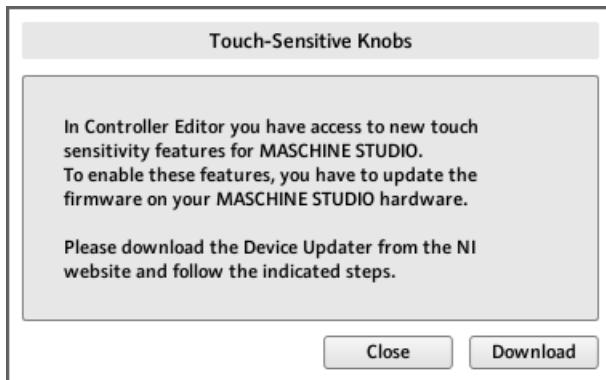 Touch-Sensitive Knobs
In Controller Editor you have access to new touch
sensitivity features for MASCHINE STUDIO.
To enable these features, you have to update the
firmware on your MASCHINE STUDIO hardware.
Please download the Device Updater from the NI
website and follow the indicated steps.
Close
Download